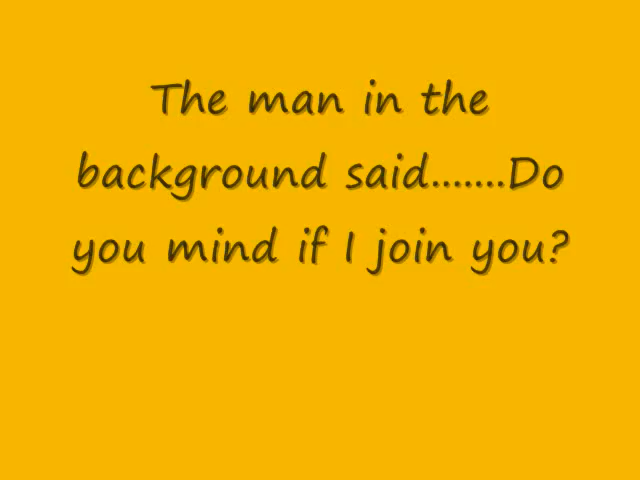 The man in the
background said.......Do
you mind if I join you?